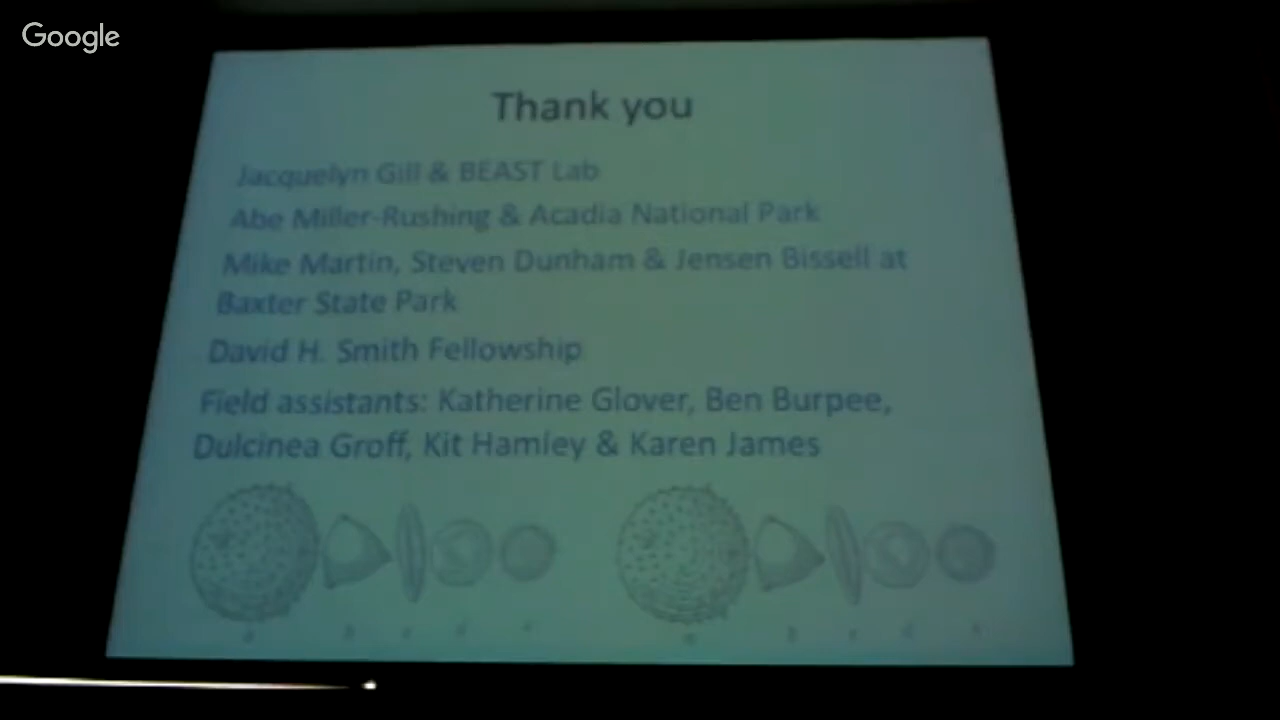 Google
Thank you
Jacquelyn Gill & BEAST Lab
Abe Miller-Rushing & Acadia National Park
Mike Martin, Steven Dunham & Jensen Bissell at
Baxter State Park
David H. Smith Fellowship
Field assistants: Katherine Glover, Ben Burpee,
Dulcinea Groff, Kit Hamley & Karen James